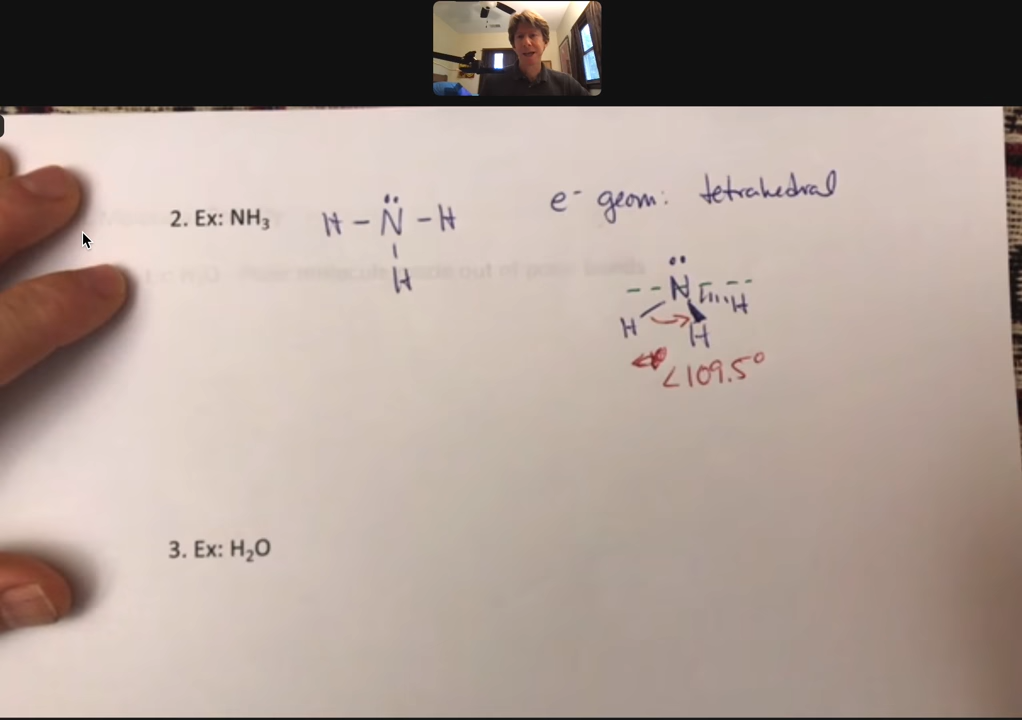 2. Ex: NH₃
H – N̈ – H
H
e⁻ geom: tetrahedral
N
H H H
<109.5°
3. Ex: H₂O